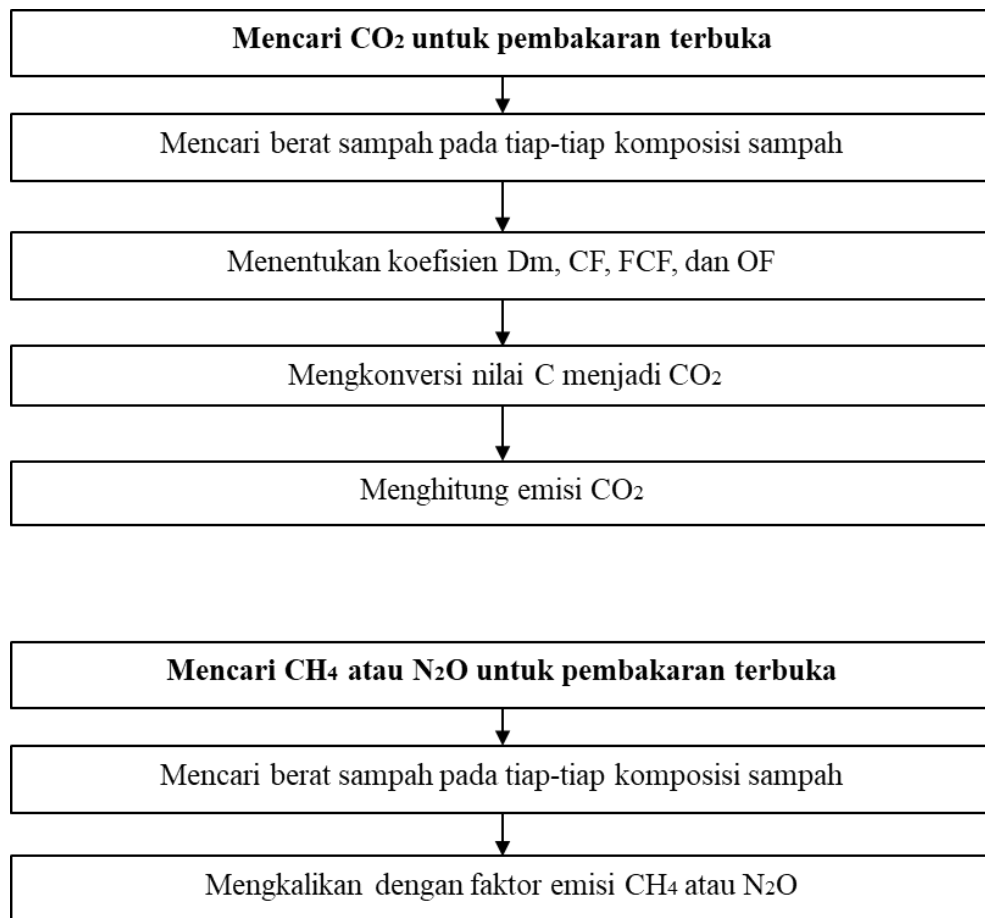 Mencari CO₂ untuk pembakaran terbuka
Mencari berat sampah pada tiap-tiap komposisi sampah
Menentukan koefisien Dm, CF, FCF, dan OF
Mengkonversi nilai C menjadi CO₂
Menghitung emisi CO₂
Mencari CH₄ atau N₂O untuk pembakaran terbuka
Mencari berat sampah pada tiap-tiap komposisi sampah
Mengkalikan dengan faktor emisi CH₄ atau N₂O